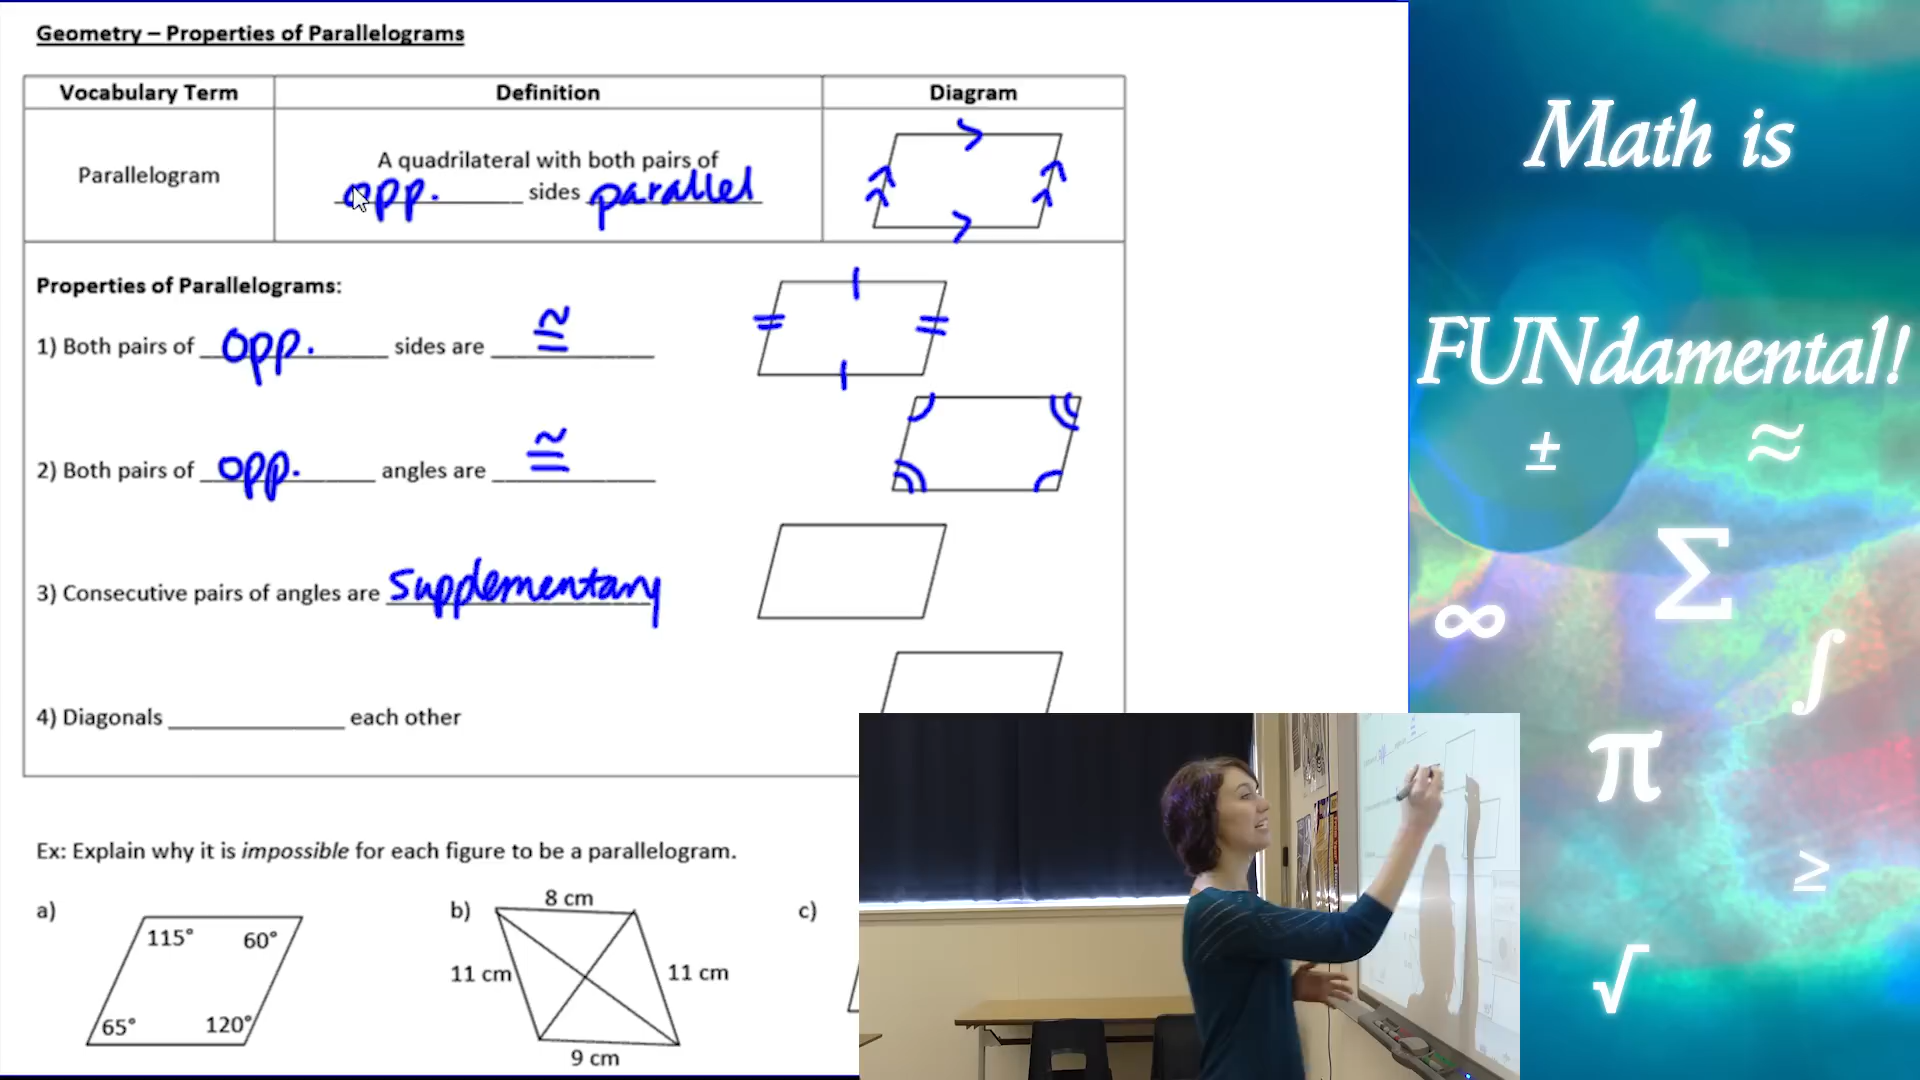 Geometry – Properties of Parallelograms
Vocabulary Term Definition Diagram
Parallelogram
A quadrilateral with both pairs of
opp. sides parallel
Properties of Parallelograms:
1) Both pairs of opp. sides are ≅
2) Both pairs of opp. angles are ≅
3) Consecutive pairs of angles are supplementary
4) Diagonals ____________ each other
Ex: Explain why it is impossible for each figure to be a parallelogram.
a)
115° 60°
65° 120°
b)
8 cm
11 cm 11 cm
9 cm
c)
Math is
FUNdamental!
± ≈
∑
∞
∫
π
≥
√